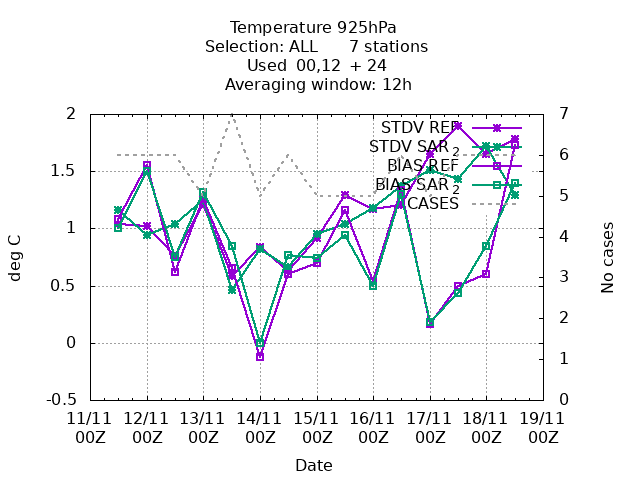 Temperature 925hPa
Selection: ALL 7 stations
Used 00,12 + 24
Averaging window: 12h
2
1.5
1
0.5
0
-0.5
deg C
7
6
5
4
3
2
1
0
No cases
STDV REF
STDV SAR 2
BIAS REF
BIAS SAR 2
CASES
11/11 12/11 13/11 14/11 15/11 16/11 17/11 18/11 19/11
00Z 00Z 00Z 00Z 00Z 00Z 00Z 00Z 00Z
Date